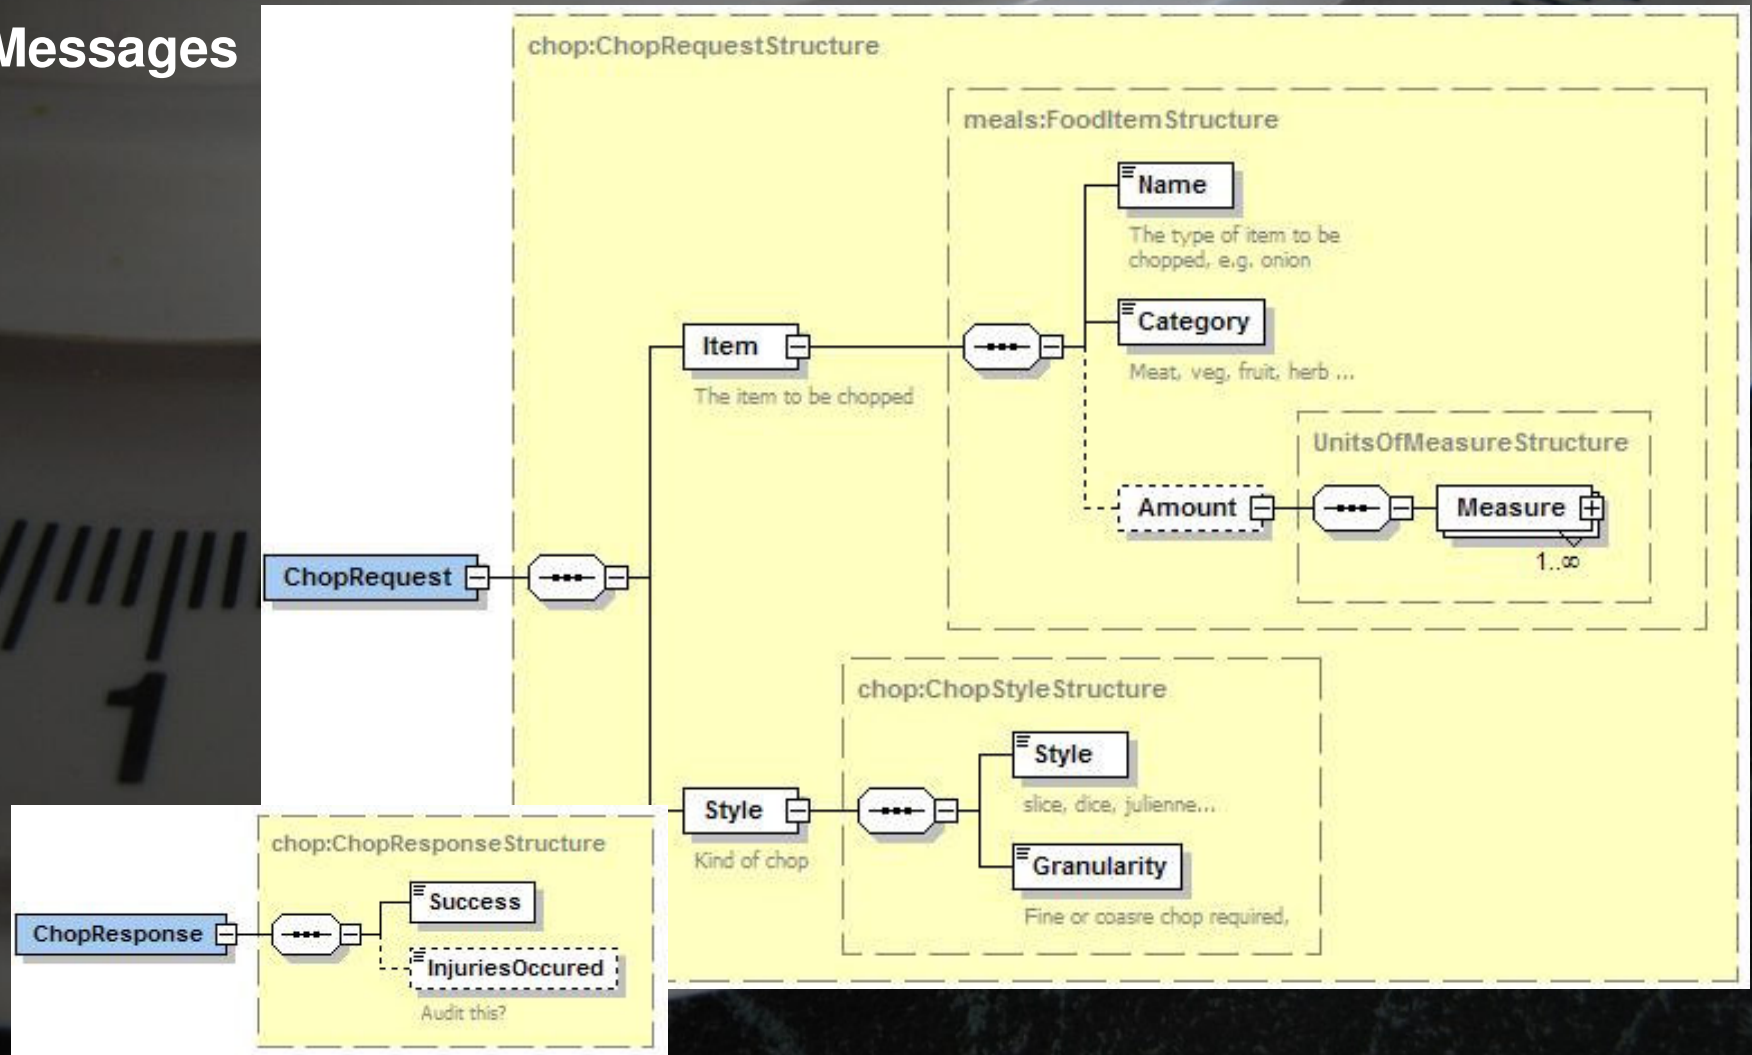 Messages
chop:ChopRequestStructure
meals:FoodItemStructure
Name
The type of item to be
chopped, e.g. onion
Category
Meat, veg, fruit, herb ...
Item
The item to be chopped
UnitsOfMeasureStructure
Amount
Measure
1..∞
ChopRequest
chop:ChopStyleStructure
Style
slice, dice, julienne...
Style
Kind of chop
Granularity
Fine or coasre chop required,
1
chop:ChopResponseStructure
Success
ChopResponse
InjuriesOccured
Audit this?